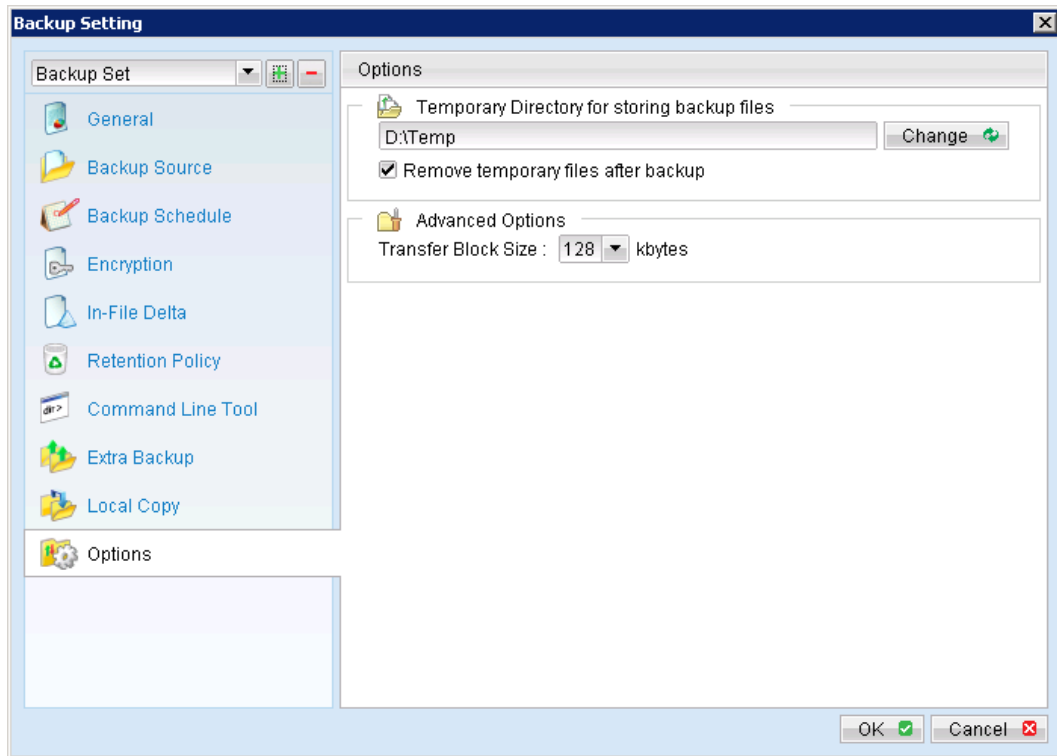 Backup Setting
Backup Set
General
Backup Source
Backup Schedule
Encryption
In-File Delta
Retention Policy
dir>
Command Line Tool
Extra Backup
Local Copy
Options
Options
Temporary Directory for storing backup files
D:\Temp
Change
Remove temporary files after backup
Advanced Options
Transfer Block Size : 128 kbytes
OK
Cancel